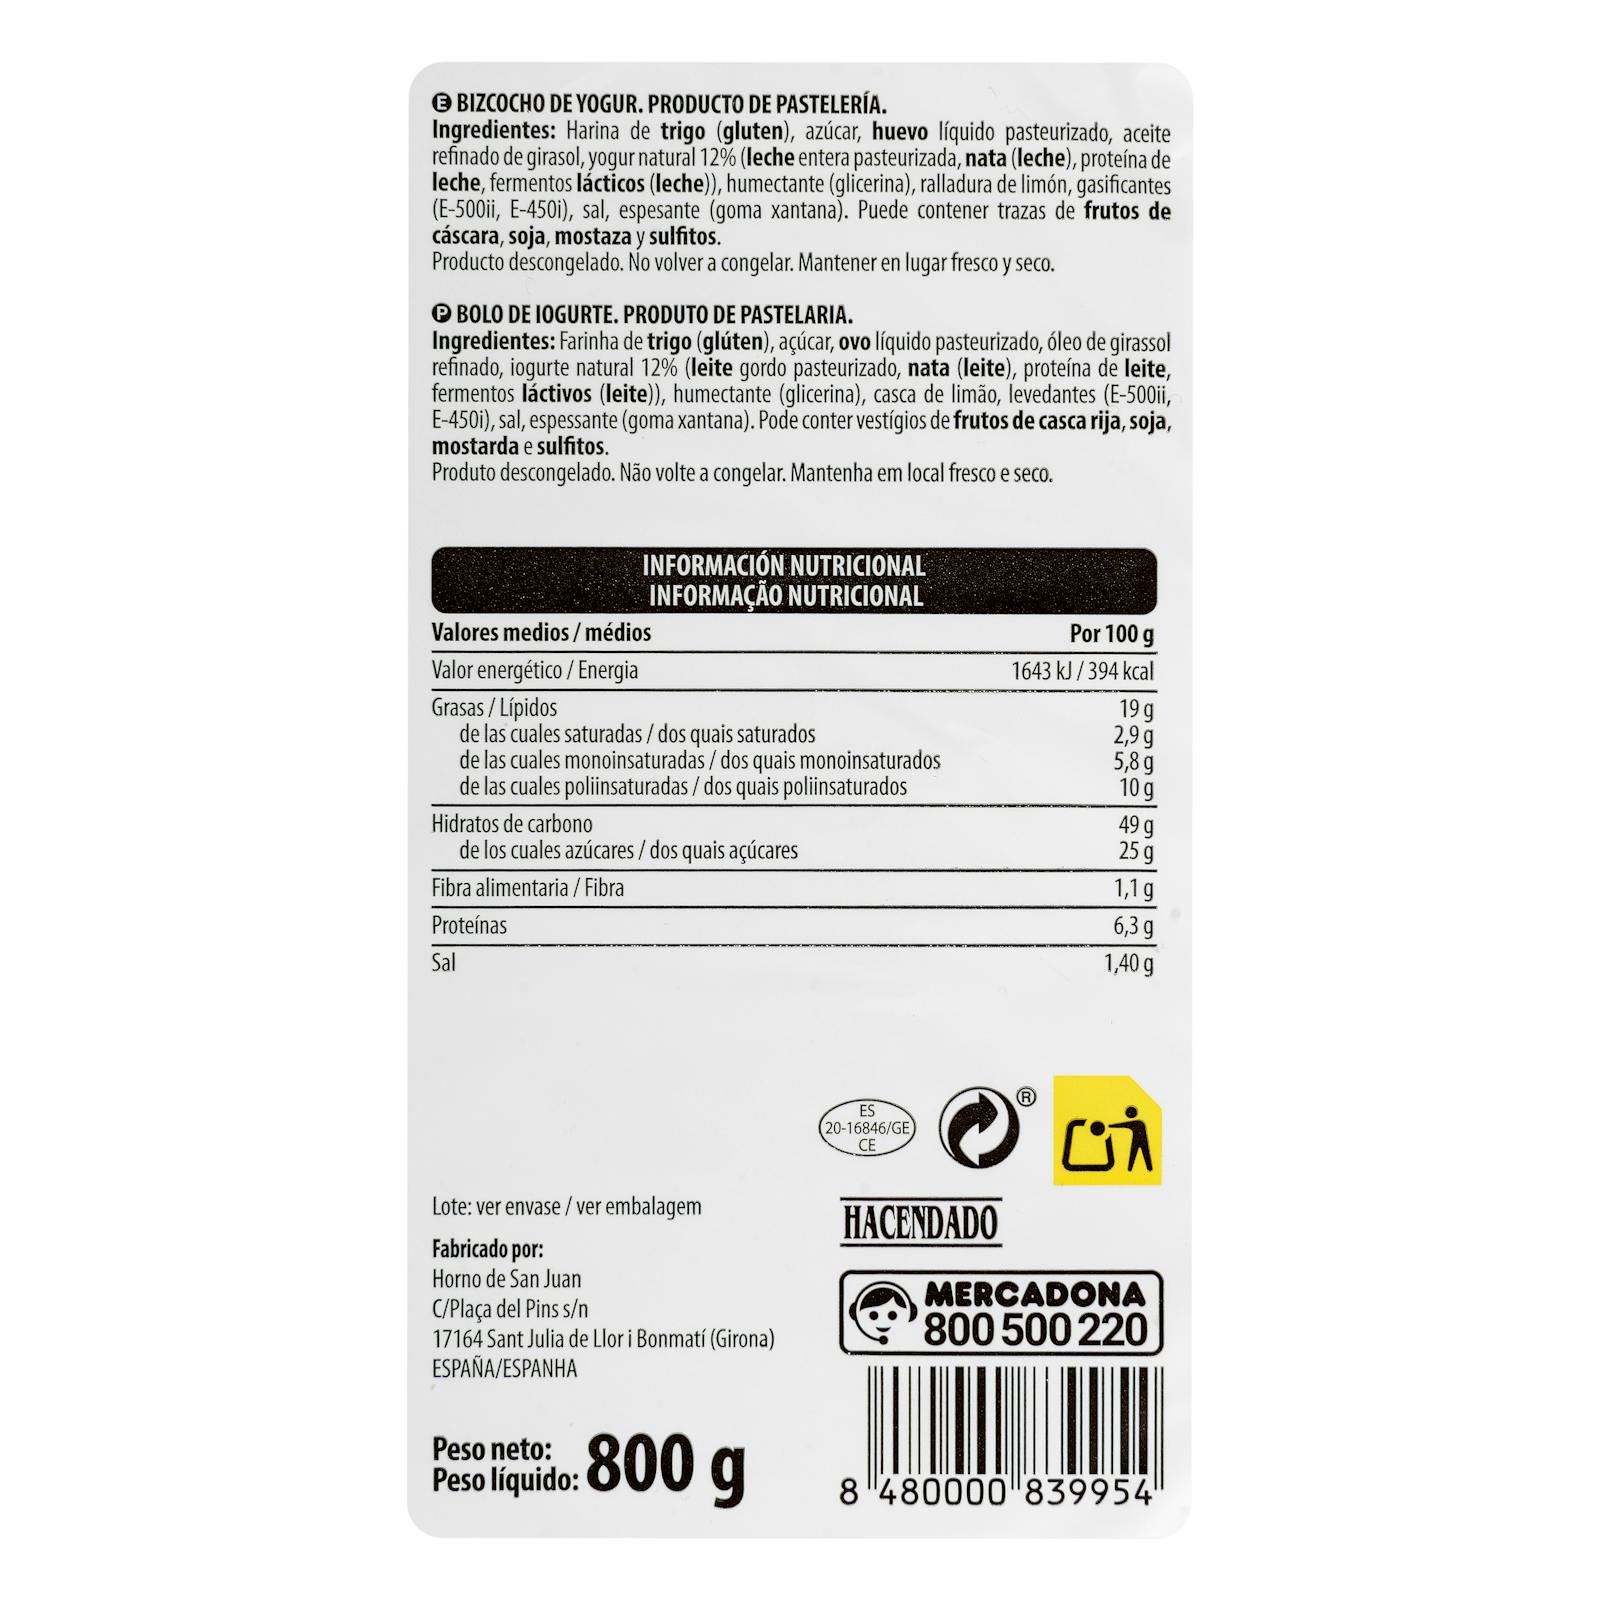 E BIZCOCHO DE YOGUR. PRODUCTO DE PASTELERÍA.
Ingredientes: Harina de trigo (gluten), azúcar, huevo líquido pasteurizado, aceite
refinado de girasol, yogur natural 12% (leche entera pasteurizada, nata (leche), proteína de
leche, fermentos lácticos (leche)), humectante (glicerina), ralladura de limón, gasificantes
(E-500ii, E-450i), sal, espesante (goma xantana). Puede contener trazas de frutos de
cáscara, soja, mostaza y sulfitos.
Producto descongelado. No volver a congelar. Mantener en lugar fresco y seco.
P BOLO DE IOGURTE. PRODUTO DE PASTELARIA.
Ingredientes: Farinha de trigo (glúten), açúcar, ovo líquido pasteurizado, óleo de girassol
refinado, iogurte natural 12% (leite gordo pasteurizado, nata (leite), proteína de leite,
fermentos láctivos (leite)), humectante (glicerina), casca de limão, levedantes (E-500ii,
E-450i), sal, espessante (goma xantana). Pode conter vestígios de frutos de casca rija, soja,
mostarda e sulfitos.
Produto descongelado. Não volte a congelar. Mantenha em local fresco e seco.
INFORMACIÓN NUTRICIONAL
INFORMAÇÃO NUTRICIONAL
Valores medios / médios Por 100 g
Valor energético / Energia 1643 kJ / 394 kcal
Grasas / Lípidos 19 g
de las cuales saturadas / dos quais saturados 2,9 g
de las cuales monoinsaturadas / dos quais monoinsaturados 5,8 g
de las cuales poliinsaturadas / dos quais poliinsaturados 10 g
Hidratos de carbono 49 g
de los cuales azúcares / dos quais açúcares 25 g
Fibra alimentaria / Fibra 1,1 g
Proteínas 6,3 g
Sal 1,40 g
ES
20-16846/GE
CE
®
Lote: ver envase / ver embalagem
Fabricado por:
Horno de San Juan
C/Plaça del Pins s/n
17164 Sant Julia de Llor i Bonmatí (Girona)
ESPAÑA/ESPANHA
HACENDADO
MERCADONA
800 500 220
Peso neto:
Peso líquido: 800 g
8 480000 839954